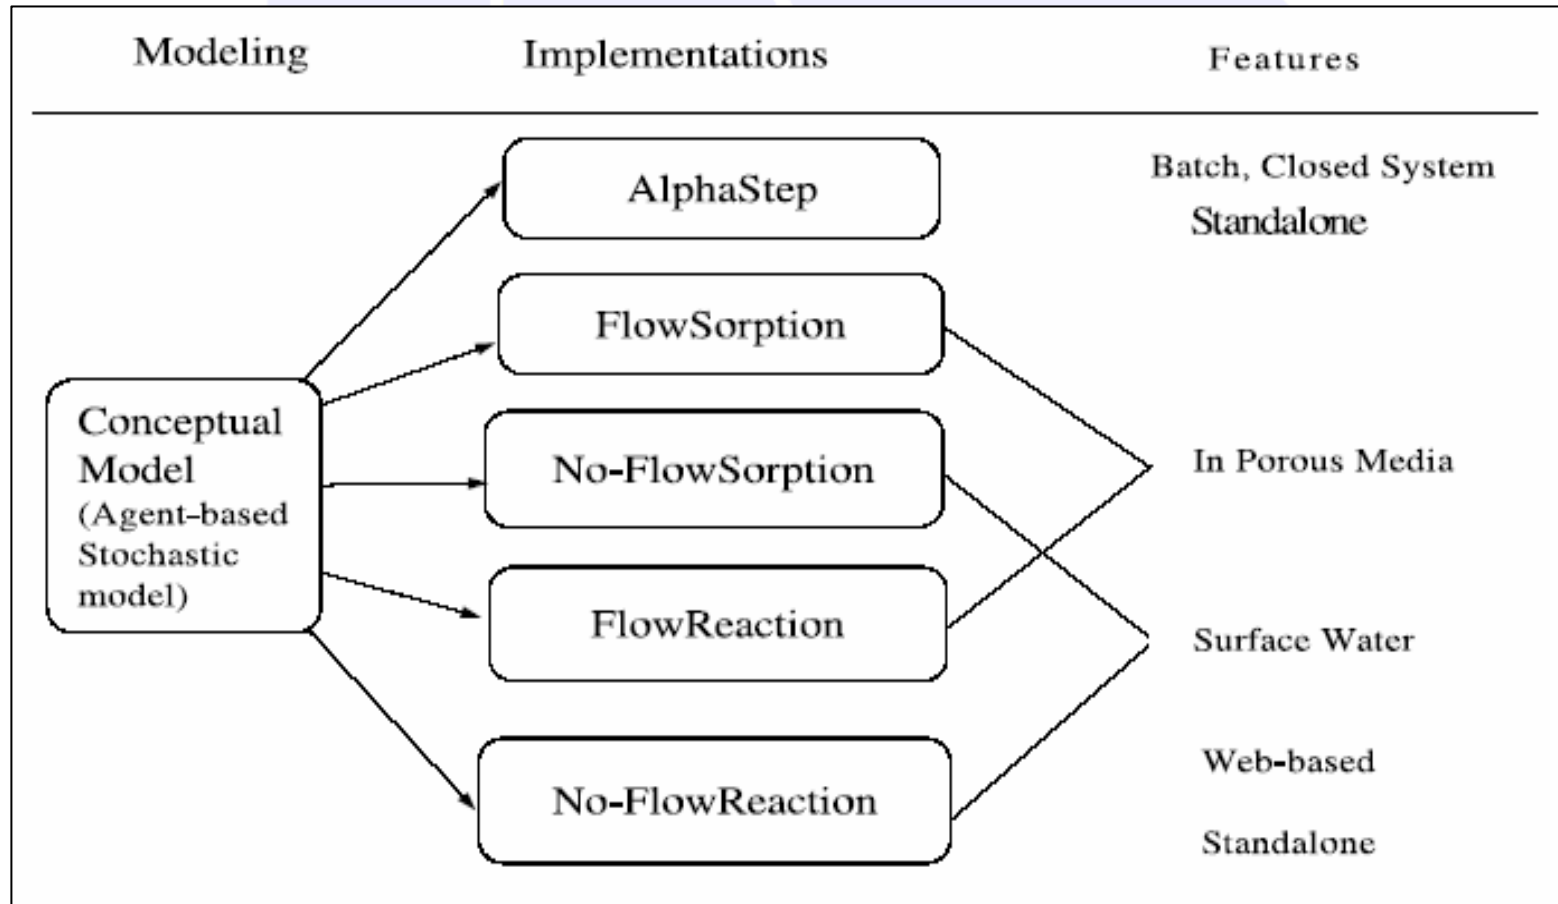 Modeling
Implementations
Features
AlphaStep
Batch, Closed System
Standalone
FlowSorption
Conceptual
Model
(Agent-based
Stochastic
model)
No-FlowSorption
In Porous Media
FlowReaction
Surface Water
No-FlowReaction
Web-based
Standalone